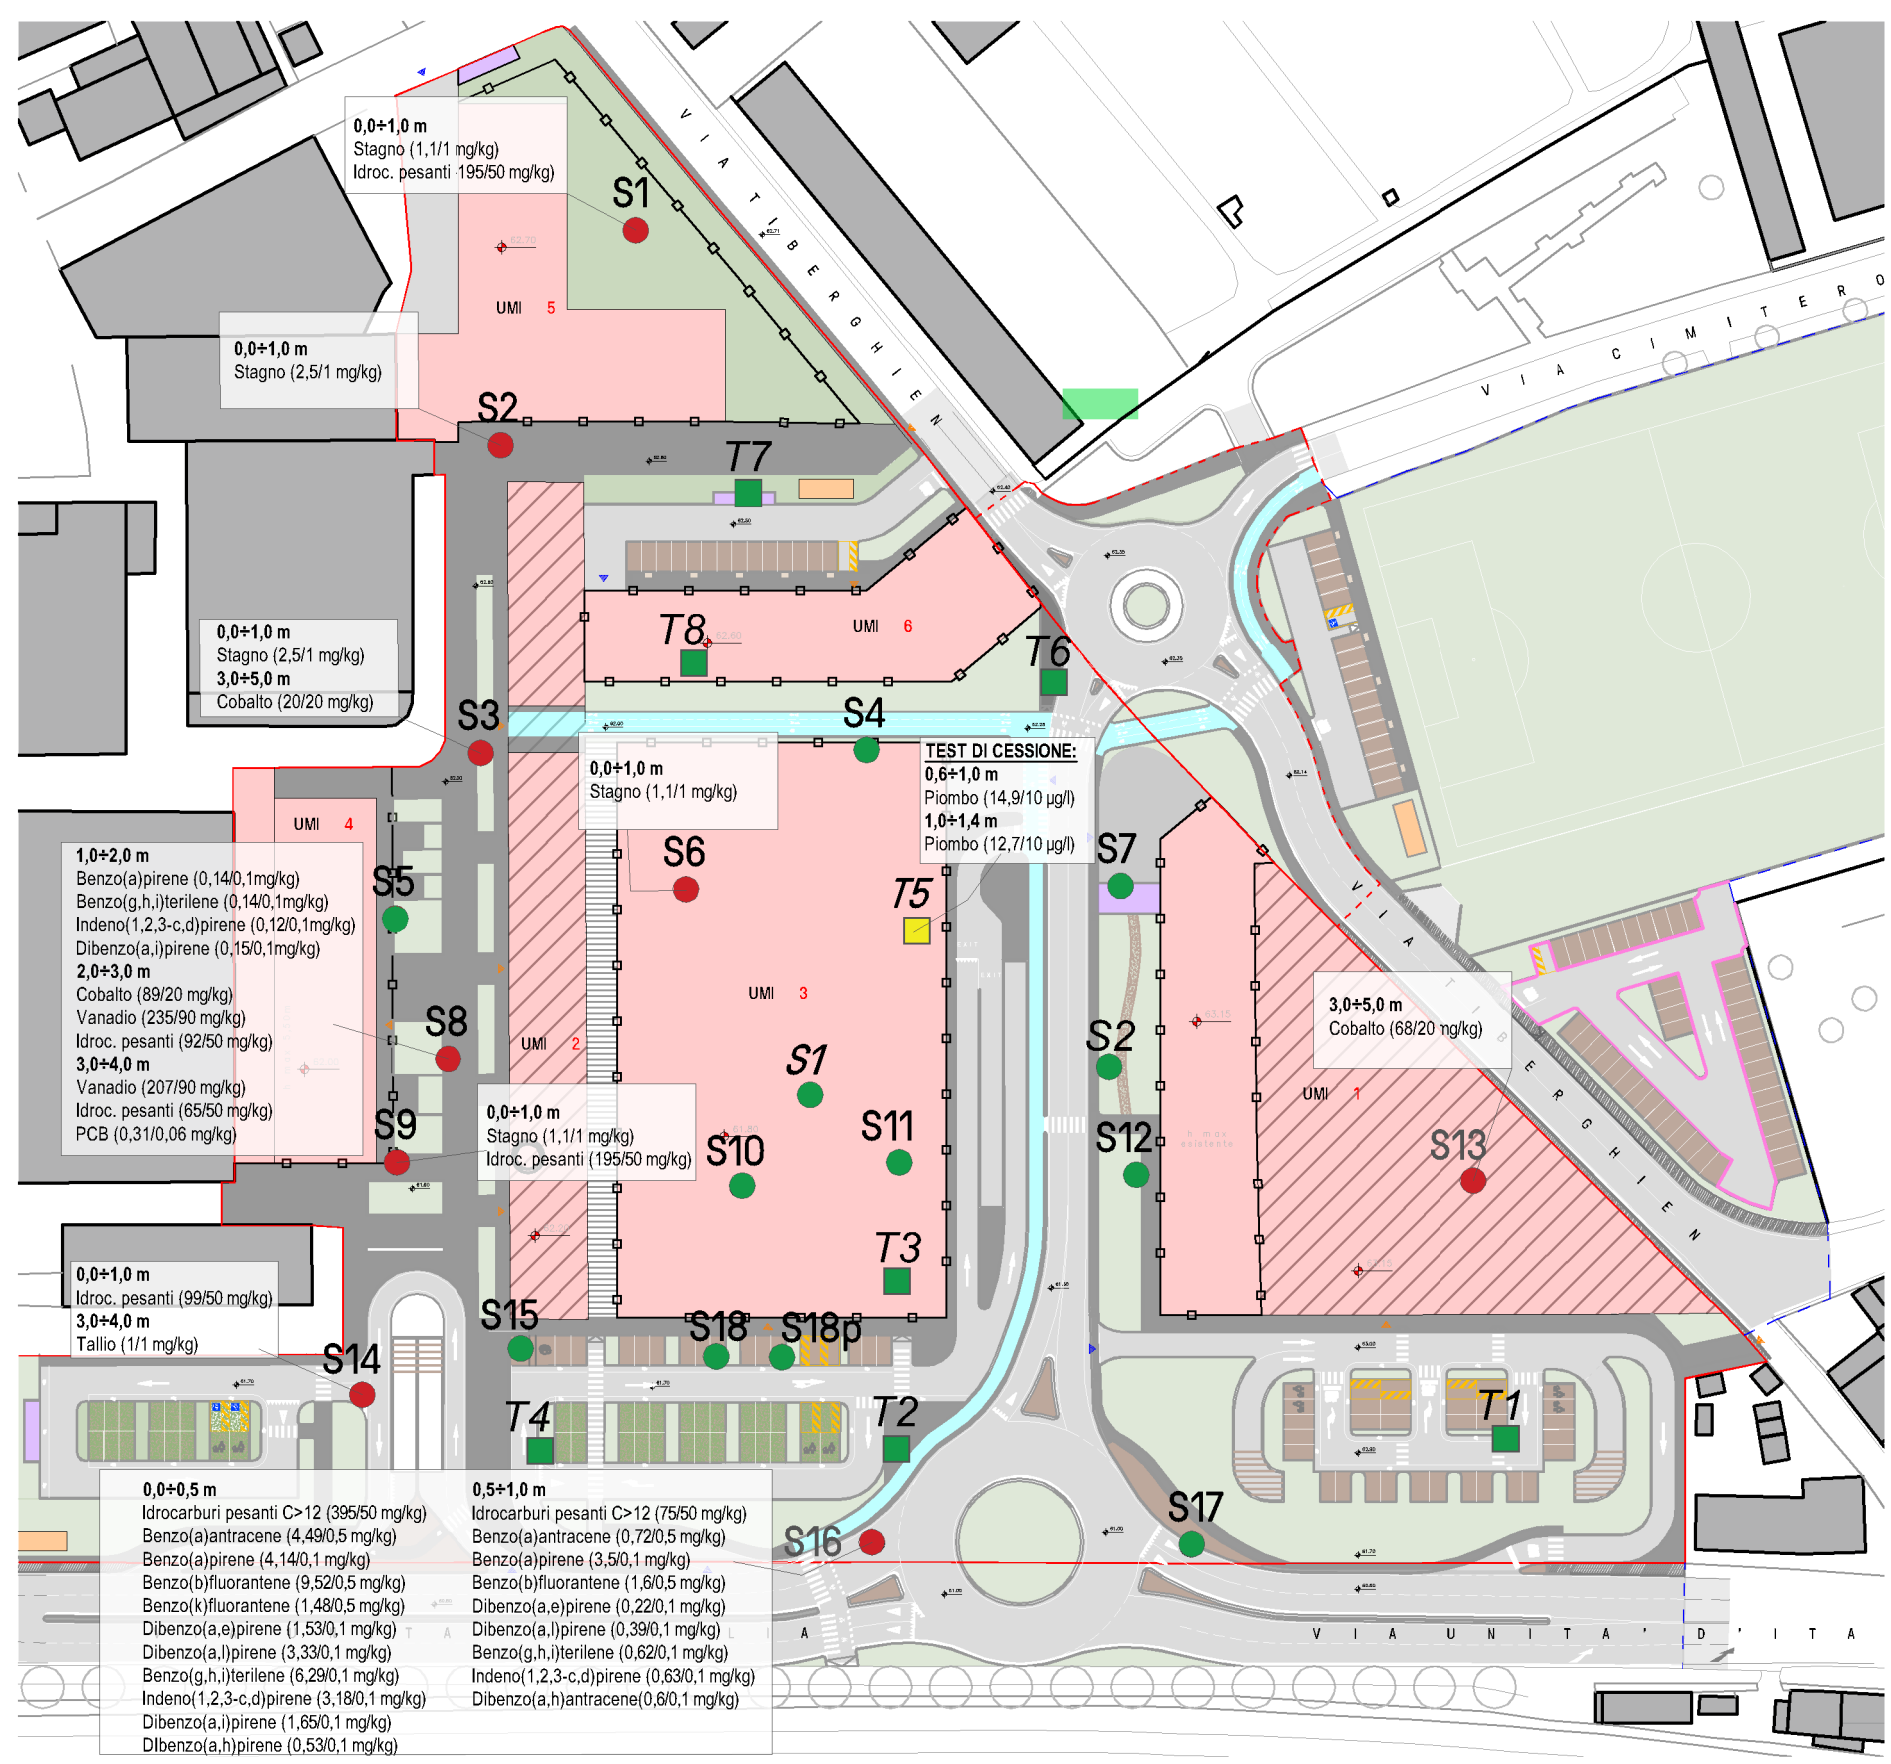 0,0÷1,0 m
Stagno (1,1/1 mg/kg)
Idroc. pesanti 195/50 mg/kg)
S1
VIA TIBERGHIEN
62.70
62.71
UMI 5
0,0÷1,0 m
Stagno (2,5/1 mg/kg)
S2
VIA CIMITERO
T7
0,0÷1,0 m
Stagno (2,5/1 mg/kg)
3,0÷5,0 m
Cobalto (20/20 mg/kg)
T8
62.60
UMI 6
T6
S3
S4
0,0÷1,0 m
Stagno (1,1/1 mg/kg)
TEST DI CESSIONE:
0,6÷1,0 m
Piombo (14,9/10 µg/l)
1,0÷1,4 m
Piombo (12,7/10 µg/l)
UMI 4
S6
S7
1,0÷2,0 m
Benzo(a)pirene (0,14/0,1mg/kg)
Benzo(g,h,i)terilene (0,14/0,1mg/kg)
Indeno(1,2,3-c,d)pirene (0,12/0,1mg/kg)
Dibenzo(a,i)pirene (0,15/0,1mg/kg)
2,0÷3,0 m
Cobalto (89/20 mg/kg)
Vanadio (235/90 mg/kg)
Idroc. pesanti (92/50 mg/kg)
3,0÷4,0 m
Vanadio (207/90 mg/kg)
Idroc. pesanti (65/50 mg/kg)
PCB (0,31/0,06 mg/kg)
S5
T5
EXIT
EXIT
UMI 3
63.15
3,0÷5,0 m
Cobalto (68/20 mg/kg)
VIA TIBERGHIEN
S8
UMI 2
S2
S1
UMI 1
0,0÷1,0 m
Stagno (1,1/1 mg/kg)
Idroc. pesanti (195/50 mg/kg)
S9
61.80
S10
S11
S12
h max
esistente
S13
T3
0,0÷1,0 m
Idroc. pesanti (99/50 mg/kg)
3,0÷4,0 m
Tallio (1/1 mg/kg)
S14
S15
S18
S18p
T4
T2
T1
0,0÷0,5 m
Idrocarburi pesanti C>12 (395/50 mg/kg)
Benzo(a)antracene (4,49/0,5 mg/kg)
Benzo(a)pirene (4,14/0,1 mg/kg)
Benzo(b)fluorantene (9,52/0,5 mg/kg)
Benzo(k)fluorantene (1,48/0,5 mg/kg)
Dibenzo(a,e)pirene (1,53/0,1 mg/kg)
Dibenzo(a,l)pirene (3,33/0,1 mg/kg)
Benzo(g,h,i)terilene (6,29/0,1 mg/kg)
Indeno(1,2,3-c,d)pirene (3,18/0,1 mg/kg)
Dibenzo(a,i)pirene (1,65/0,1 mg/kg)
DIbenzo(a,h)pirene (0,53/0,1 mg/kg)
0,5÷1,0 m
Idrocarburi pesanti C>12 (75/50 mg/kg)
Benzo(a)antracene (0,72/0,5 mg/kg)
Benzo(a)pirene (3,5/0,1 mg/kg)
Benzo(b)fluorantene (1,6/0,5 mg/kg)
Dibenzo(a,e)pirene (0,22/0,1 mg/kg)
Dibenzo(a,l)pirene (0,39/0,1 mg/kg)
Benzo(g,h,i)terilene (0,62/0,1 mg/kg)
Indeno(1,2,3-c,d)pirene (0,63/0,1 mg/kg)
Dibenzo(a,h)antracene(0,6/0,1 mg/kg)
S16
S17
VIA UNITA' D'ITA